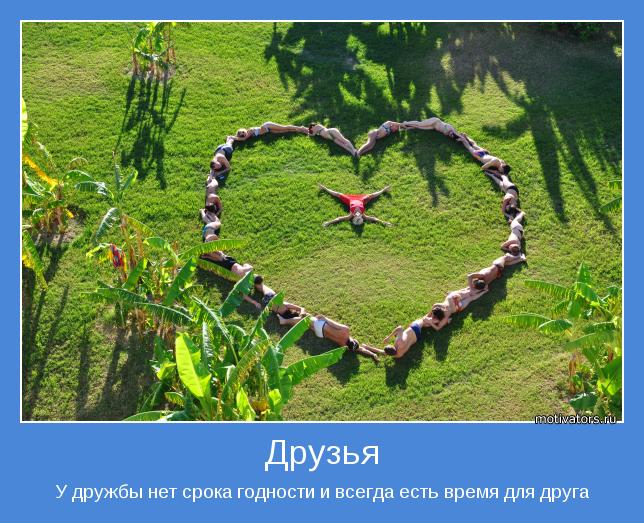 motivators.ru
Друзья
У дружбы нет срока годности и всегда есть время для друга